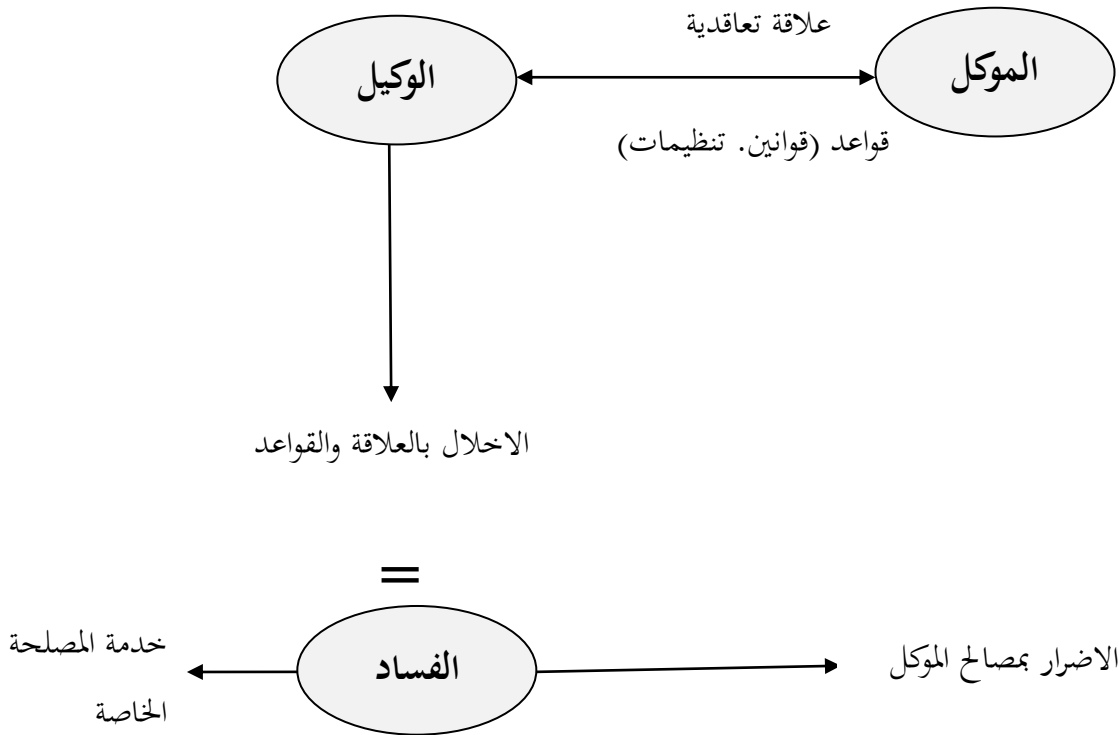 علاقة تعاقدية
الموكل
الوكيل
قواعد (قوانين. تنظيمات)
الاخلال بالعلاقة والقواعد
=
الفساد
الاضرار بمصالح الموكل
خدمة المصلحة
الخاصة